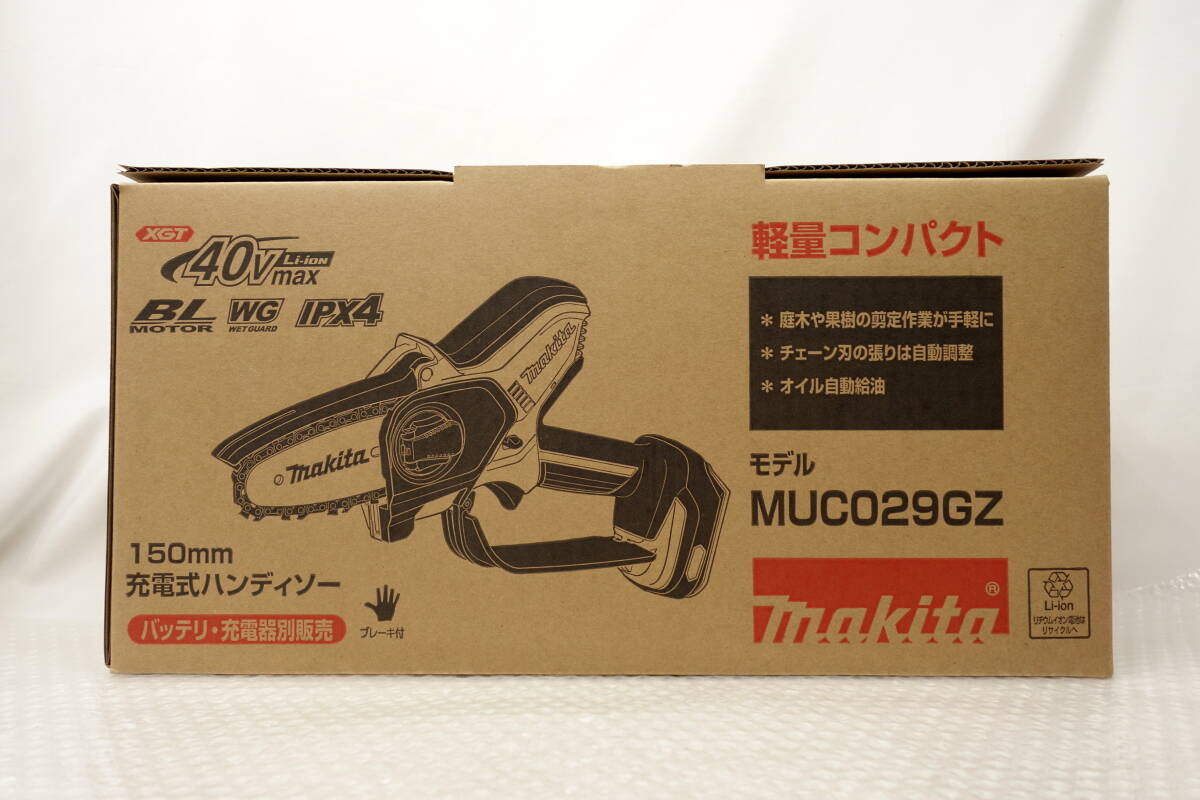 XGT
40Vmax Li-ion
BL MOTOR
WG WET GUARD
IPX4
makita
makita
150mm
充電式ハンディソー
バッテリ・充電器別販売
ブレーキ付
軽量コンパクト
* 庭木や果樹の剪定作業が手軽に
* チェーン刃の張りは自動調整
* オイル自動給油
モデル
MUC029GZ
makita®
Li-ion
リチウムイオン電池は
リサイクルへ